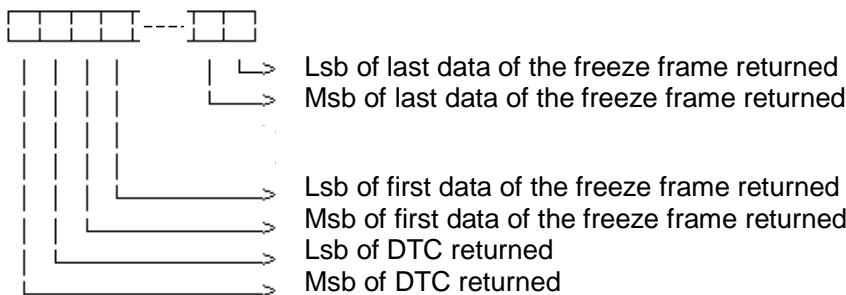 Lsb of last data of the freeze frame returned
Msb of last data of the freeze frame returned
Lsb of first data of the freeze frame returned
Msb of first data of the freeze frame returned
Lsb of DTC returned
Msb of DTC returned